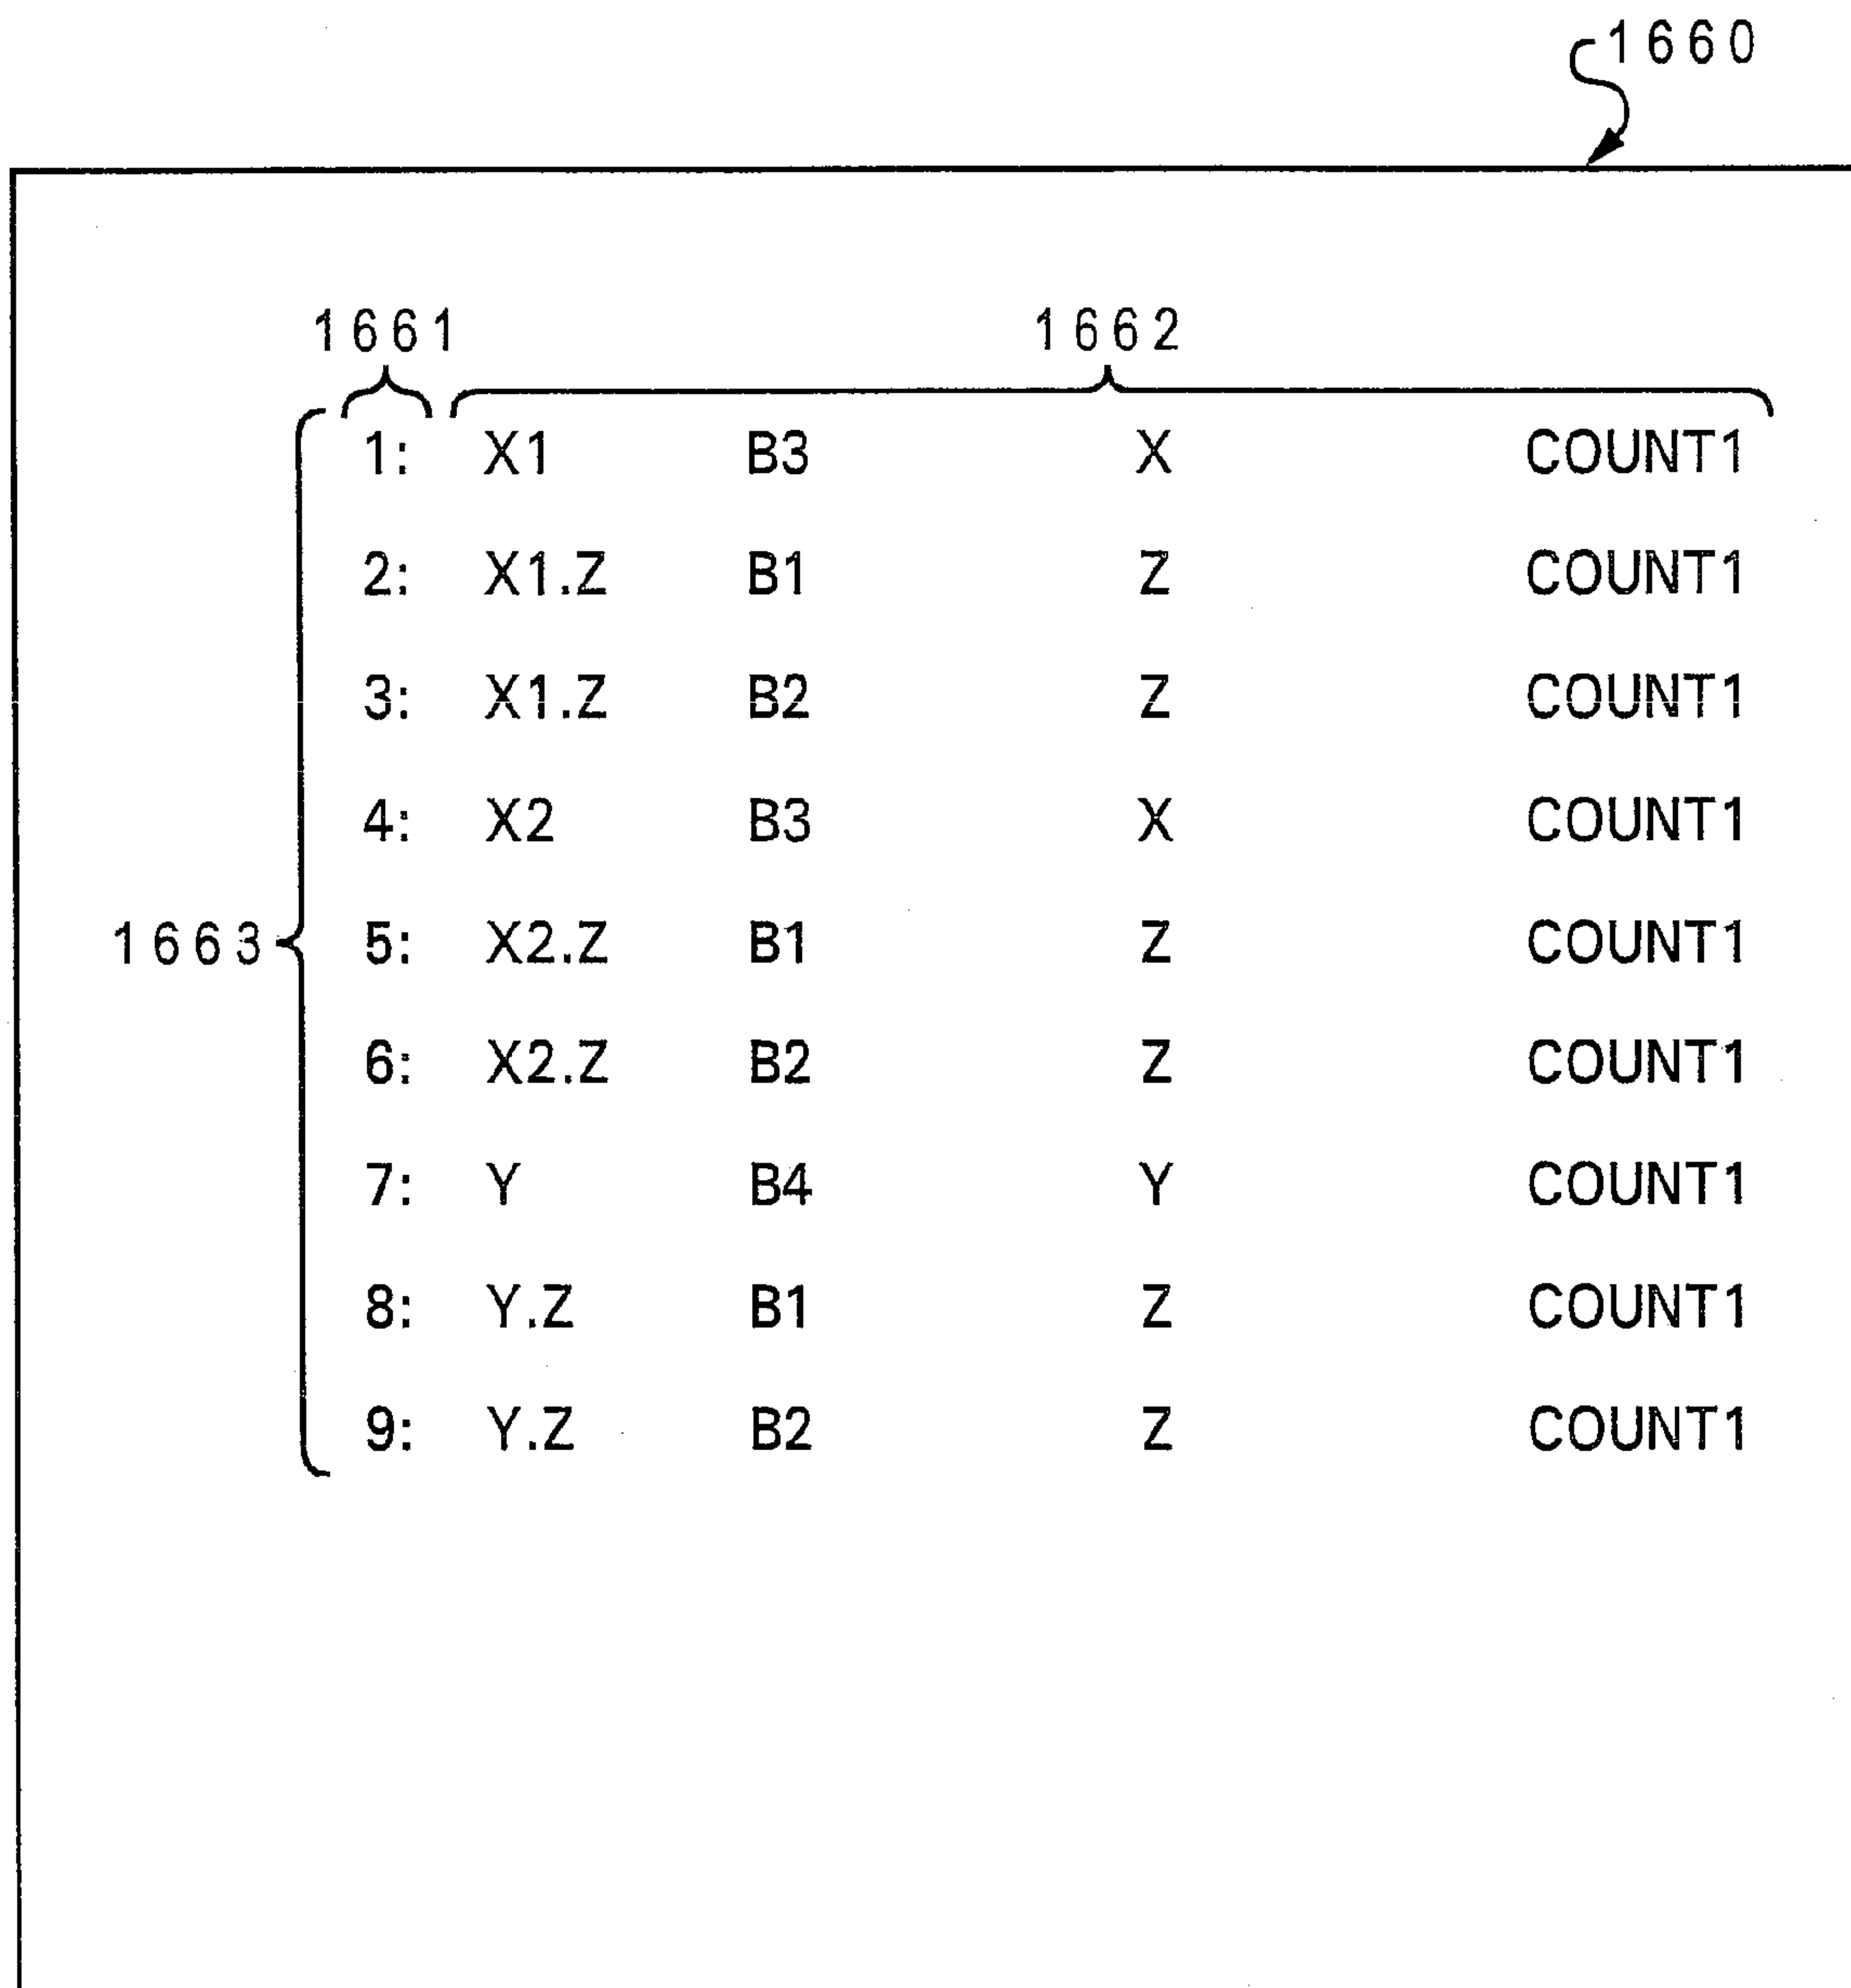 1660
1661 1662
1: X1 B3 X COUNT1
2: X1.Z B1 Z COUNT1
3: X1.Z B2 Z COUNT1
4: X2 B3 X COUNT1
1663 5: X2.Z B1 Z COUNT1
6: X2.Z B2 Z COUNT1
7: Y B4 Y COUNT1
8: Y.Z B1 Z COUNT1
9: Y.Z B2 Z COUNT1